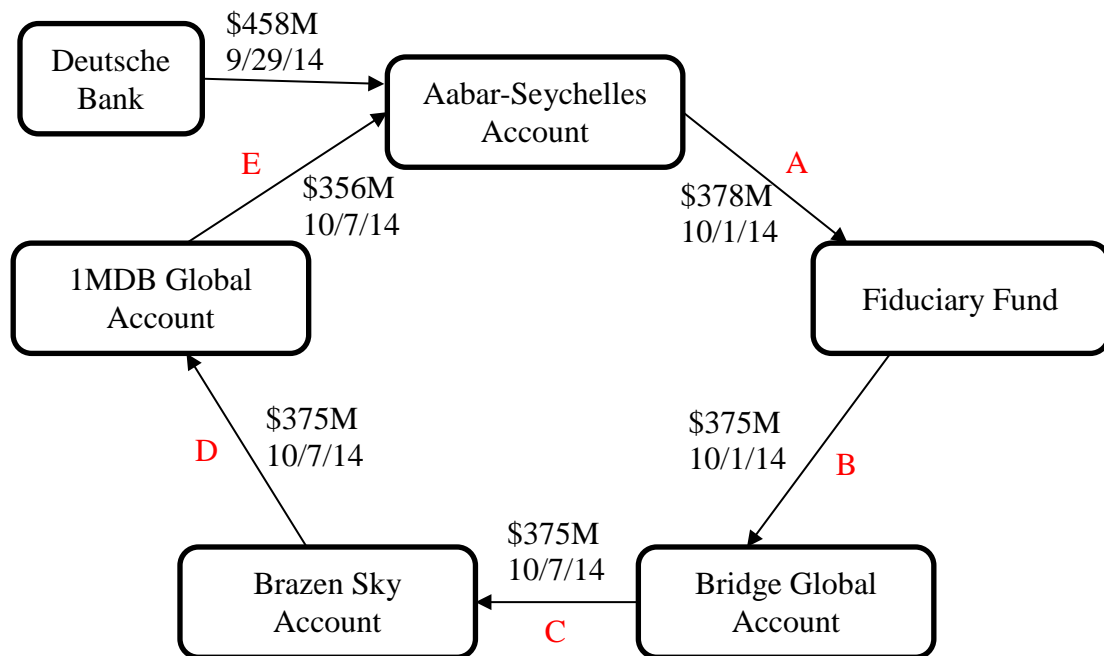 $458M
9/29/14
Deutsche
Bank
Aabar-Seychelles
Account
E
A
$356M
10/7/14
$378M
10/1/14
1MDB Global
Account
Fiduciary Fund
$375M
10/7/14
D
$375M
10/1/14
B
$375M
10/7/14
C
Brazen Sky
Account
Bridge Global
Account